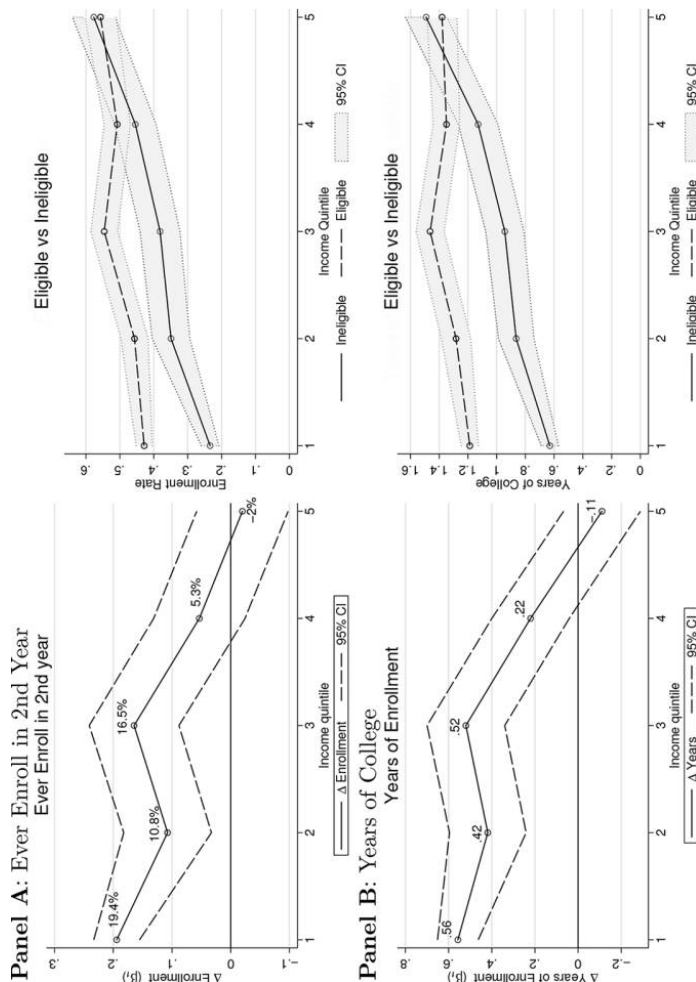 Panel A: Ever Enroll in 2nd Year
Ever Enroll in 2nd year
Δ Enrollment (βⱼ)
.3
.2
.1
0
-.1
19.4%
10.8%
16.5%
5.3%
-2%
1 2 3 4 5
Income quintile
Δ Enrollment 95% CI
Eligible vs Ineligible
Enrollment Rate
.6
.5
.4
.3
.2
.1
0
1 2 3 4 5
Income Quintile
Ineligible Eligible 95% CI
Panel B: Years of College
Years of Enrollment
Δ Years of Enrollment (βⱼ)
.8
.6
.4
.2
0
-.2
.56
.42
.52
.22
-.11
1 2 3 4 5
Income quintile
Δ Years 95% CI
Eligible vs Ineligible
Years of College
1.6
1.4
1.2
1
.8
.6
.4
.2
0
1 2 3 4 5
Income Quintile
Ineligible Eligible 95% CI